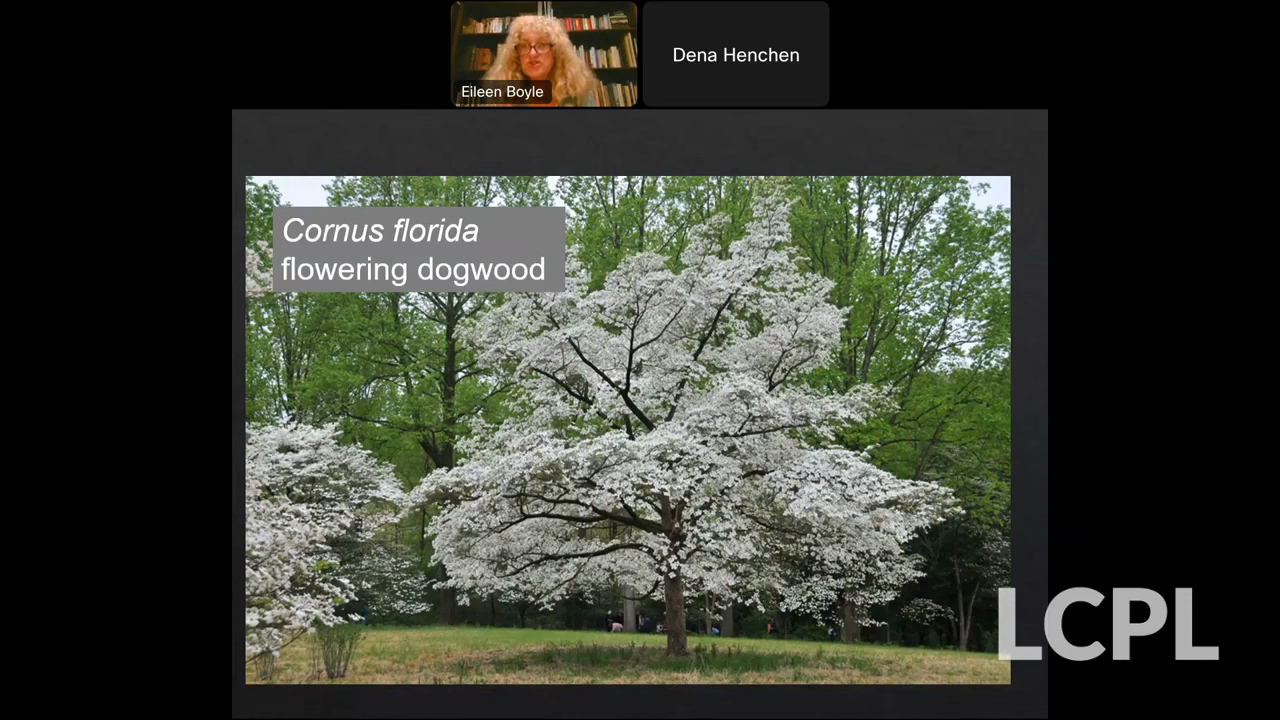 Eileen Boyle
Dena Henchen
Cornus florida
flowering dogwood
LCPL